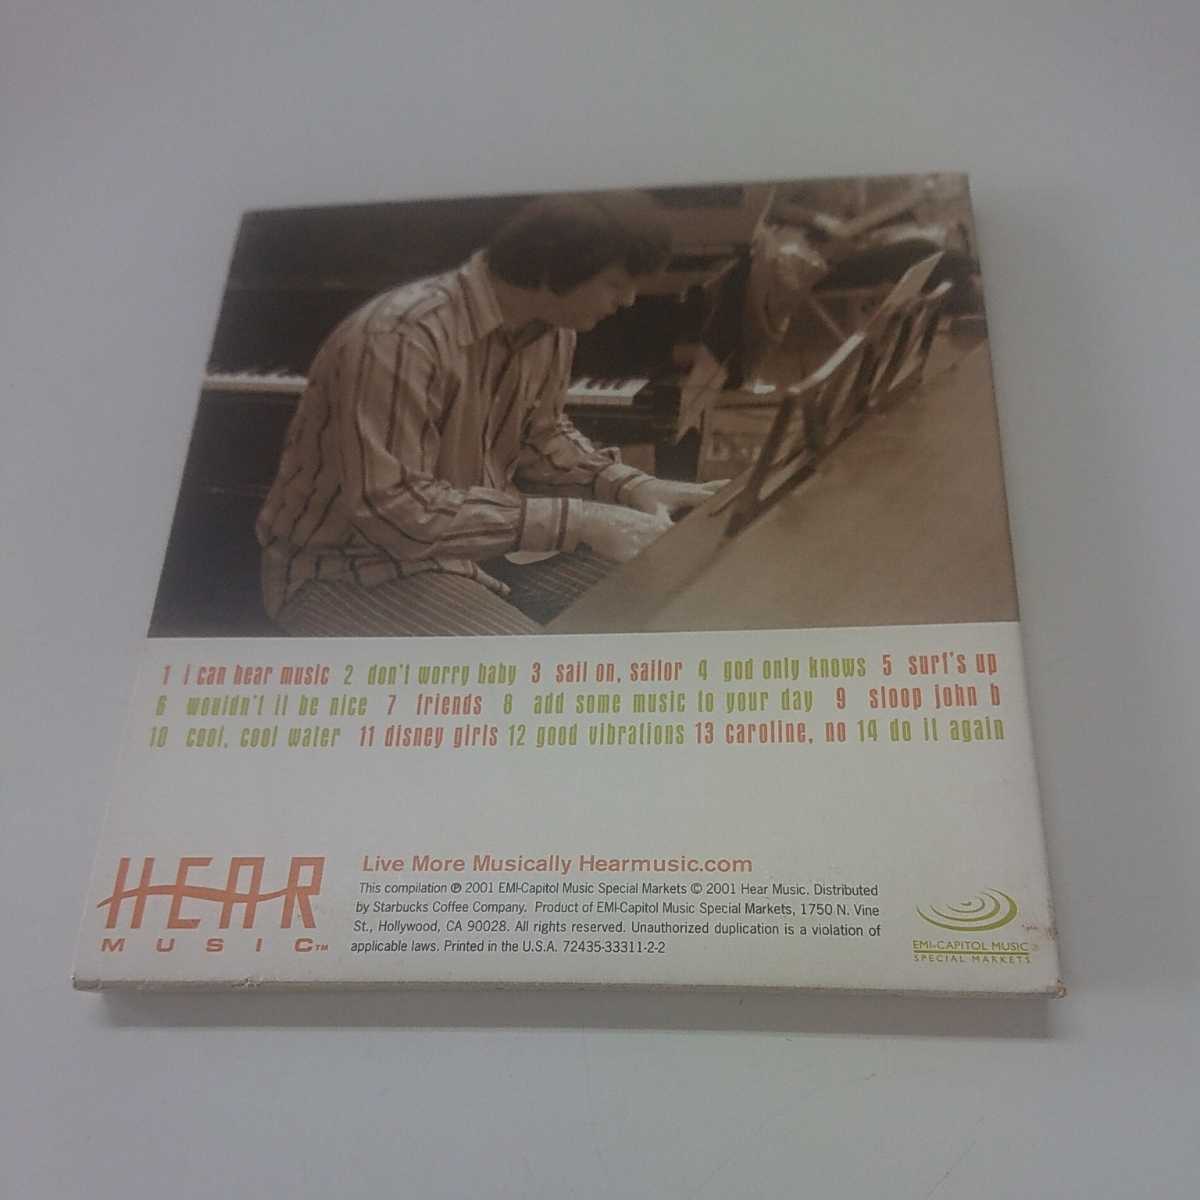 1 i can hear music 2 don't worry baby 3 sail on, sailor 4 god only knows 5 surf's up
6 wouldn't it be nice 7 friends 8 add some music to your day 9 sloop john b
10 cool, cool water 11 disney girls 12 good vibrations 13 caroline, no 14 do it again
HEAR
MUSIC™
Live More Musically Hearmusic.com
This compilation ℗ 2001 EMI-Capitol Music Special Markets © 2001 Hear Music. Distributed
by Starbucks Coffee Company. Product of EMI-Capitol Music Special Markets, 1750 N. Vine
St., Hollywood, CA 90028. All rights reserved. Unauthorized duplication is a violation of
applicable laws. Printed in the U.S.A. 72435-33311-2-2
EMI-CAPITOL MUSIC®
SPECIAL MARKETS